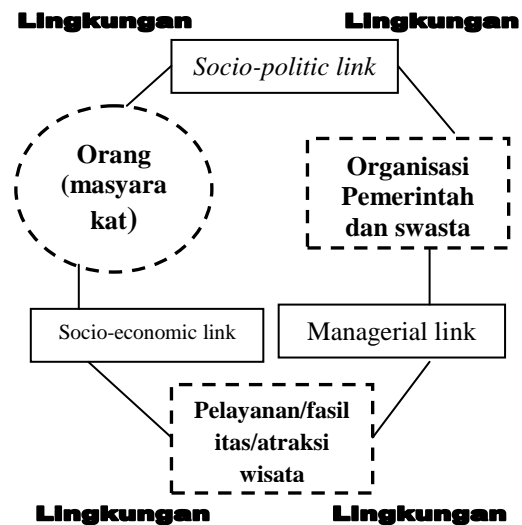 Lingkungan
Lingkungan
Socio-politic link
Orang
(masyara
kat)
Organisasi
Pemerintah
dan swasta
Socio-economic link
Managerial link
Pelayanan/fasil
itas/atraksi
wisata
Lingkungan
Lingkungan